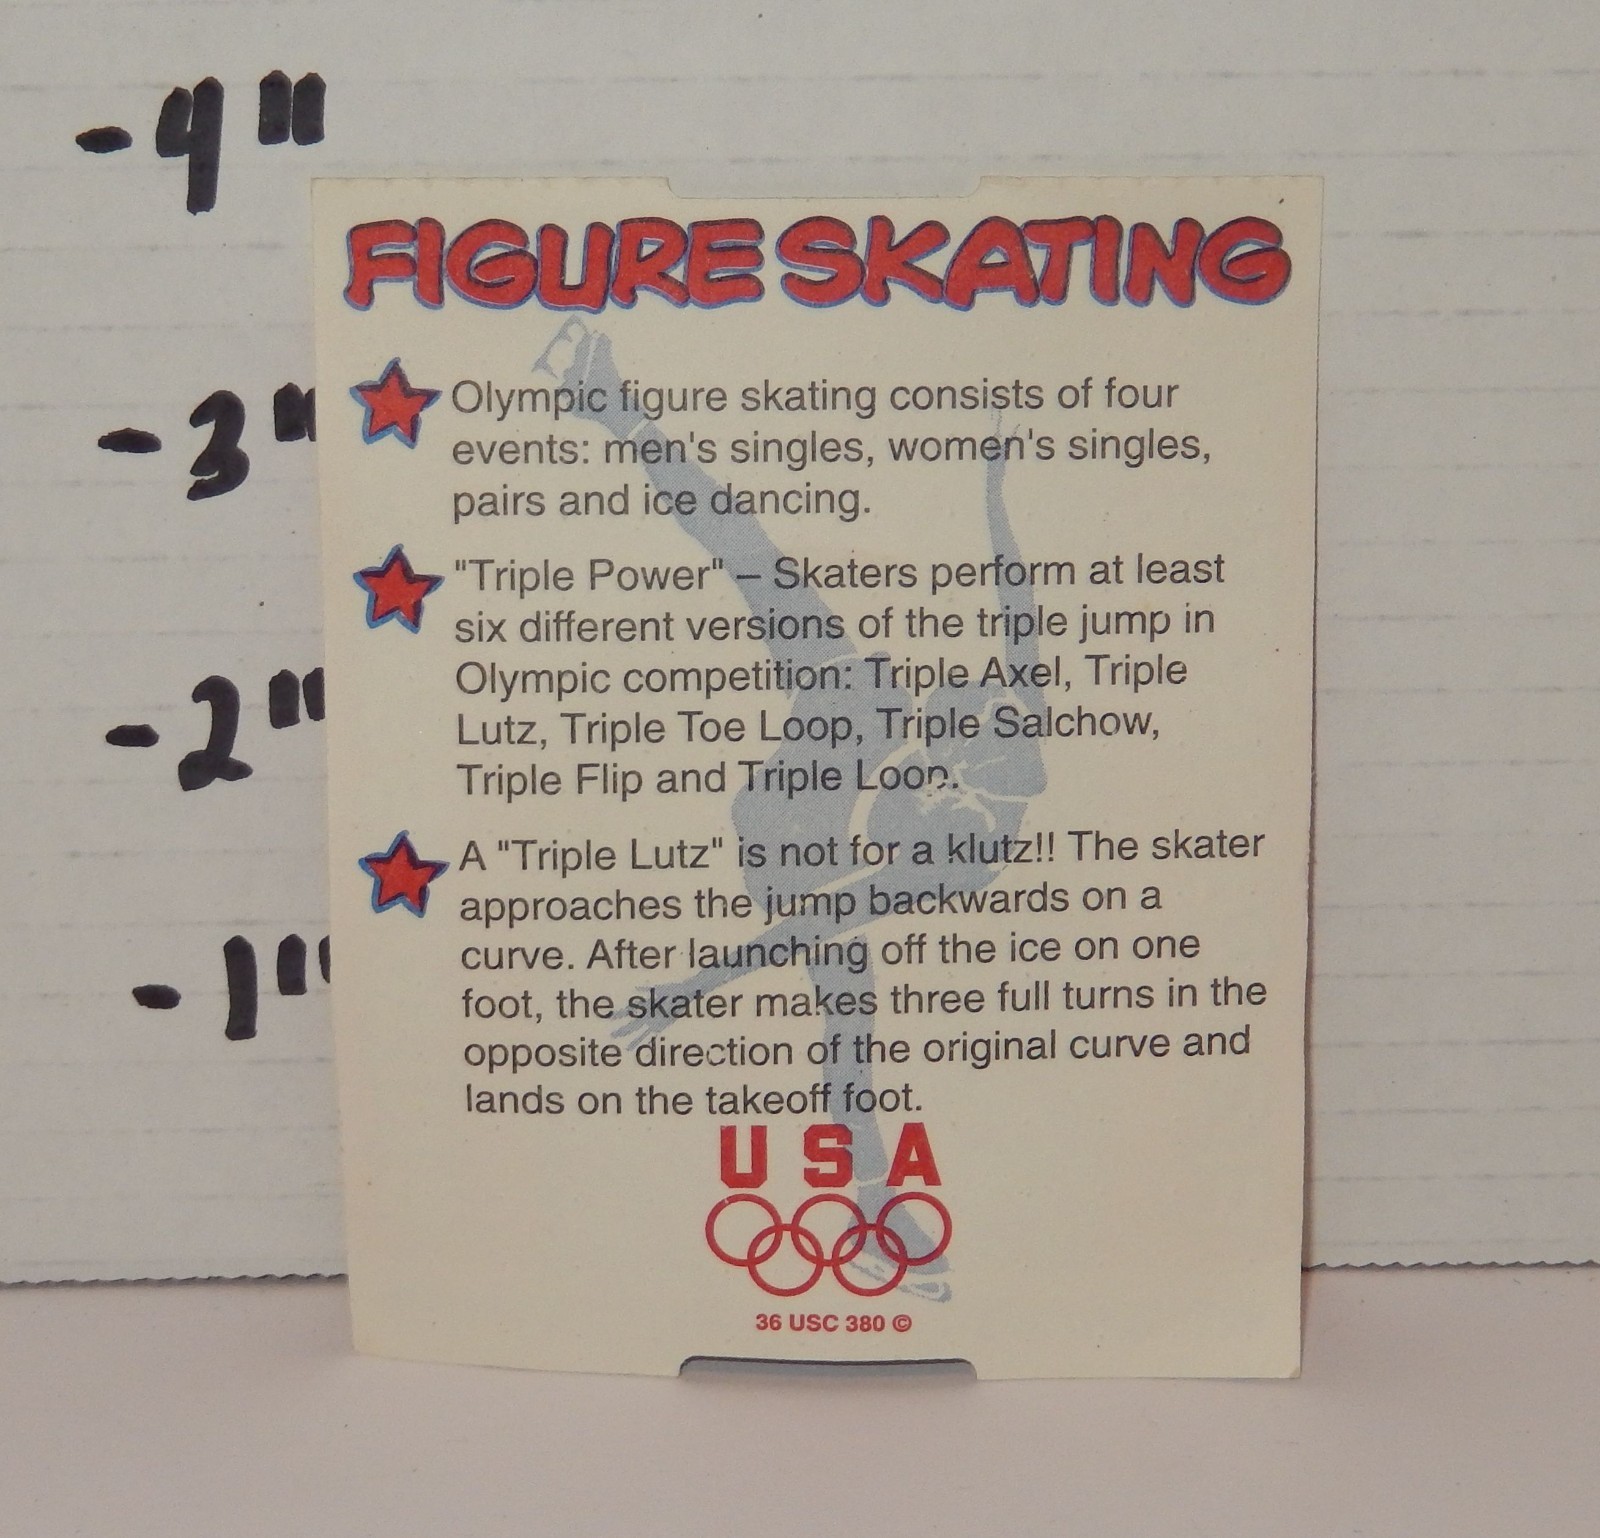 -4"
FIGURE SKATING
-3"
Olympic figure skating consists of four
events: men's singles, women's singles,
pairs and ice dancing.
"Triple Power" – Skaters perform at least
six different versions of the triple jump in
Olympic competition: Triple Axel, Triple
-2"
Lutz, Triple Toe Loop, Triple Salchow,
Triple Flip and Triple Loop.
A "Triple Lutz" is not for a klutz!! The skater
approaches the jump backwards on a
curve. After launching off the ice on one
-1"
foot, the skater makes three full turns in the
opposite direction of the original curve and
lands on the takeoff foot.
USA
36 USC 380 ©